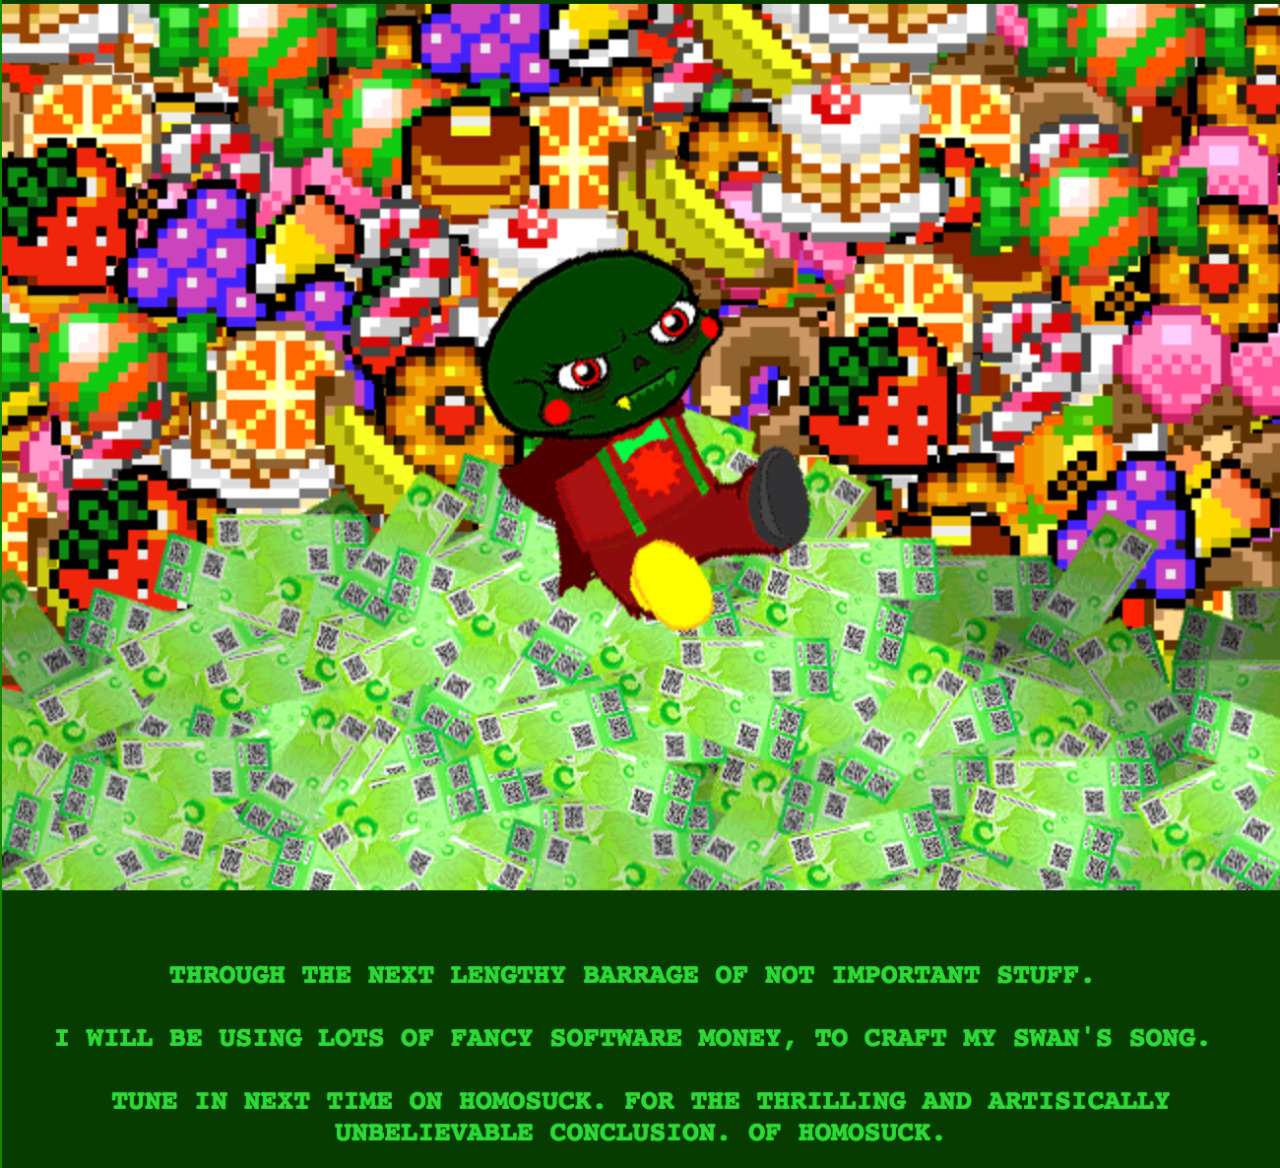 THROUGH THE NEXT LENGTHY BARRAGE OF NOT IMPORTANT STUFF.
I WILL BE USING LOTS OF FANCY SOFTWARE MONEY, TO CRAFT MY SWAN'S SONG.
TUNE IN NEXT TIME ON HOMOSUCK. FOR THE THRILLING AND ARTISICALLY
UNBELIEVABLE CONCLUSION. OF HOMOSUCK.